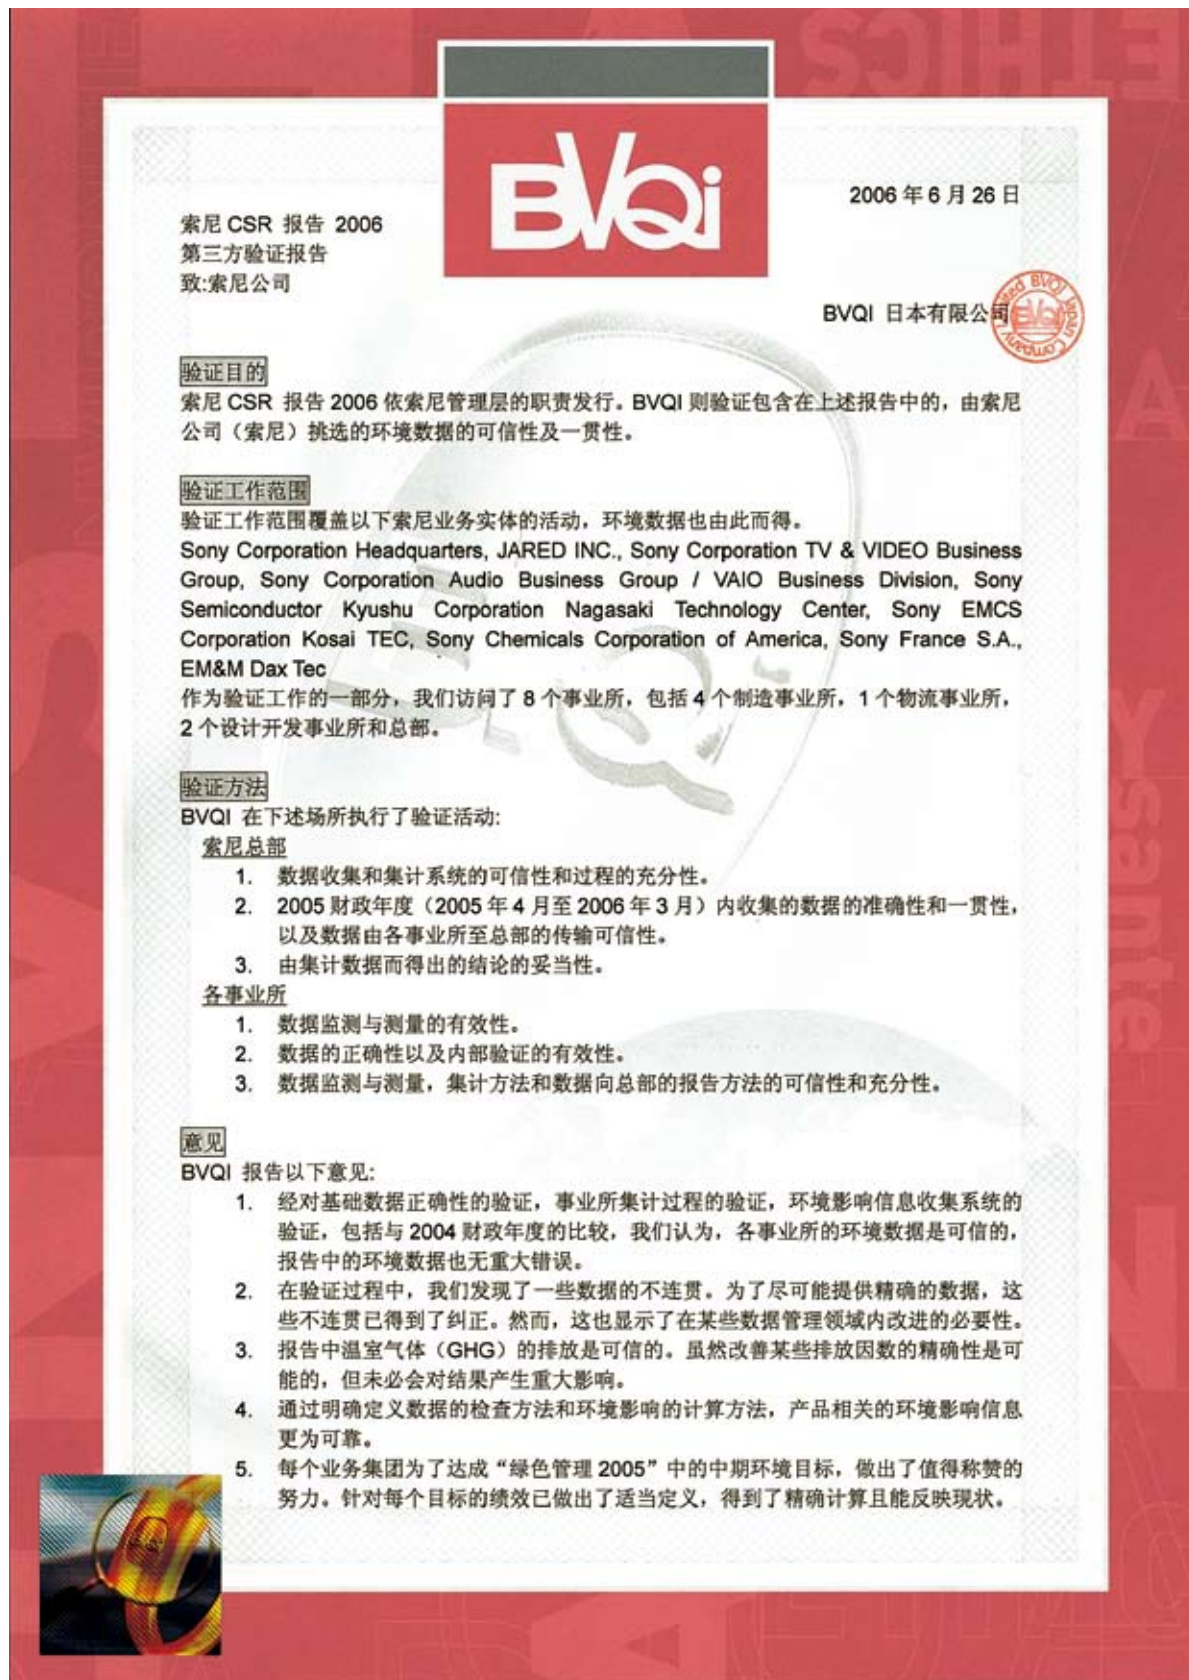 ETHICS
BVQi
2006 年 6 月 26 日
索尼 CSR 报告 2006
第三方验证报告
致:索尼公司
BVQI 日本有限公司
BVQI Japan Company Limited
BVQi
验证目的
索尼 CSR 报告 2006 依索尼管理层的职责发行。BVQI 则验证包含在上述报告中的，由索尼
公司（索尼）挑选的环境数据的可信性及一贯性。
验证工作范围
验证工作范围覆盖以下索尼业务实体的活动，环境数据也由此而得。
Sony Corporation Headquarters, JARED INC., Sony Corporation TV & VIDEO Business
Group, Sony Corporation Audio Business Group / VAIO Business Division, Sony
Semiconductor Kyushu Corporation Nagasaki Technology Center, Sony EMCS
Corporation Kosai TEC, Sony Chemicals Corporation of America, Sony France S.A.,
EM&M Dax Tec
作为验证工作的一部分，我们访问了 8 个事业所，包括 4 个制造事业所，1 个物流事业所，
2 个设计开发事业所和总部。
验证方法
BVQI 在下述场所执行了验证活动:
索尼总部
1. 数据收集和集计系统的可信性和过程的充分性。
2. 2005 财政年度（2005 年 4 月至 2006 年 3 月）内收集的数据的准确性和一贯性，
以及数据由各事业所至总部的传输可信性。
3. 由集计数据而得出的结论的妥当性。
各事业所
1. 数据监测与测量的有效性。
2. 数据的正确性以及内部验证的有效性。
3. 数据监测与测量，集计方法和数据向总部的报告方法的可信性和充分性。
意见
BVQI 报告以下意见:
1. 经对基础数据正确性的验证，事业所集计过程的验证，环境影响信息收集系统的
验证，包括与 2004 财政年度的比较，我们认为，各事业所的环境数据是可信的，
报告中的环境数据也无重大错误。
2. 在验证过程中，我们发现了一些数据的不连贯。为了尽可能提供精确的数据，这
些不连贯已得到了纠正。然而，这也显示了在某些数据管理领域内改进的必要性。
3. 报告中温室气体（GHG）的排放是可信的。虽然改善某些排放因数的精确性是可
能的，但未必会对结果产生重大影响。
4. 通过明确定义数据的检查方法和环境影响的计算方法，产品相关的环境影响信息
更为可靠。
5. 每个业务集团为了达成“绿色管理 2005”中的中期环境目标，做出了值得称赞的
努力。针对每个目标的绩效已做出了适当定义，得到了精确计算且能反映现状。